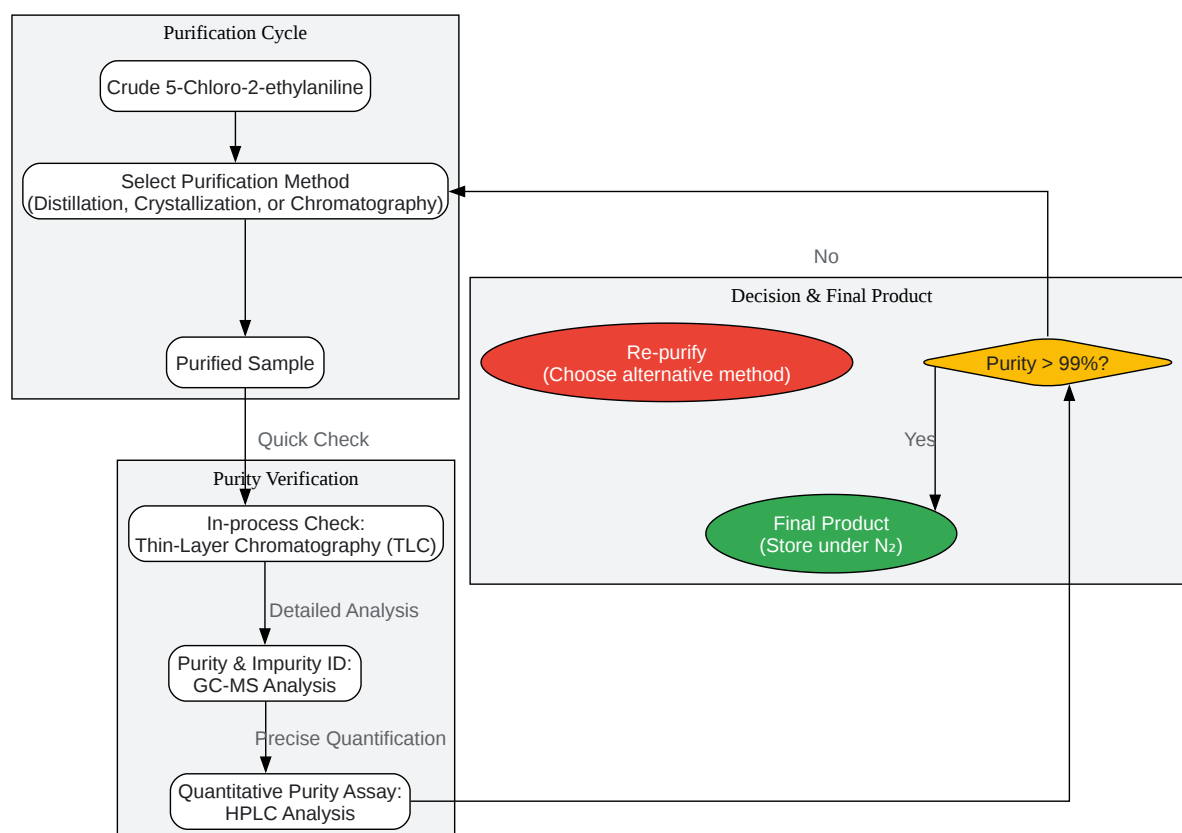 Purification Cycle
Crude 5-Chloro-2-ethylaniline
Select Purification Method
(Distillation, Crystallization, or Chromatography)
No
Decision & Final Product
Re-purify
(Choose alternative method)
Purity > 99%?
Purified Sample
Quick Check
Yes
Purity Verification
In-process Check:
Thin-Layer Chromatography (TLC)
Final Product
(Store under N₂)
Detailed Analysis
Purity & Impurity ID:
GC-MS Analysis
Precise Quantification
Quantitative Purity Assay:
HPLC Analysis